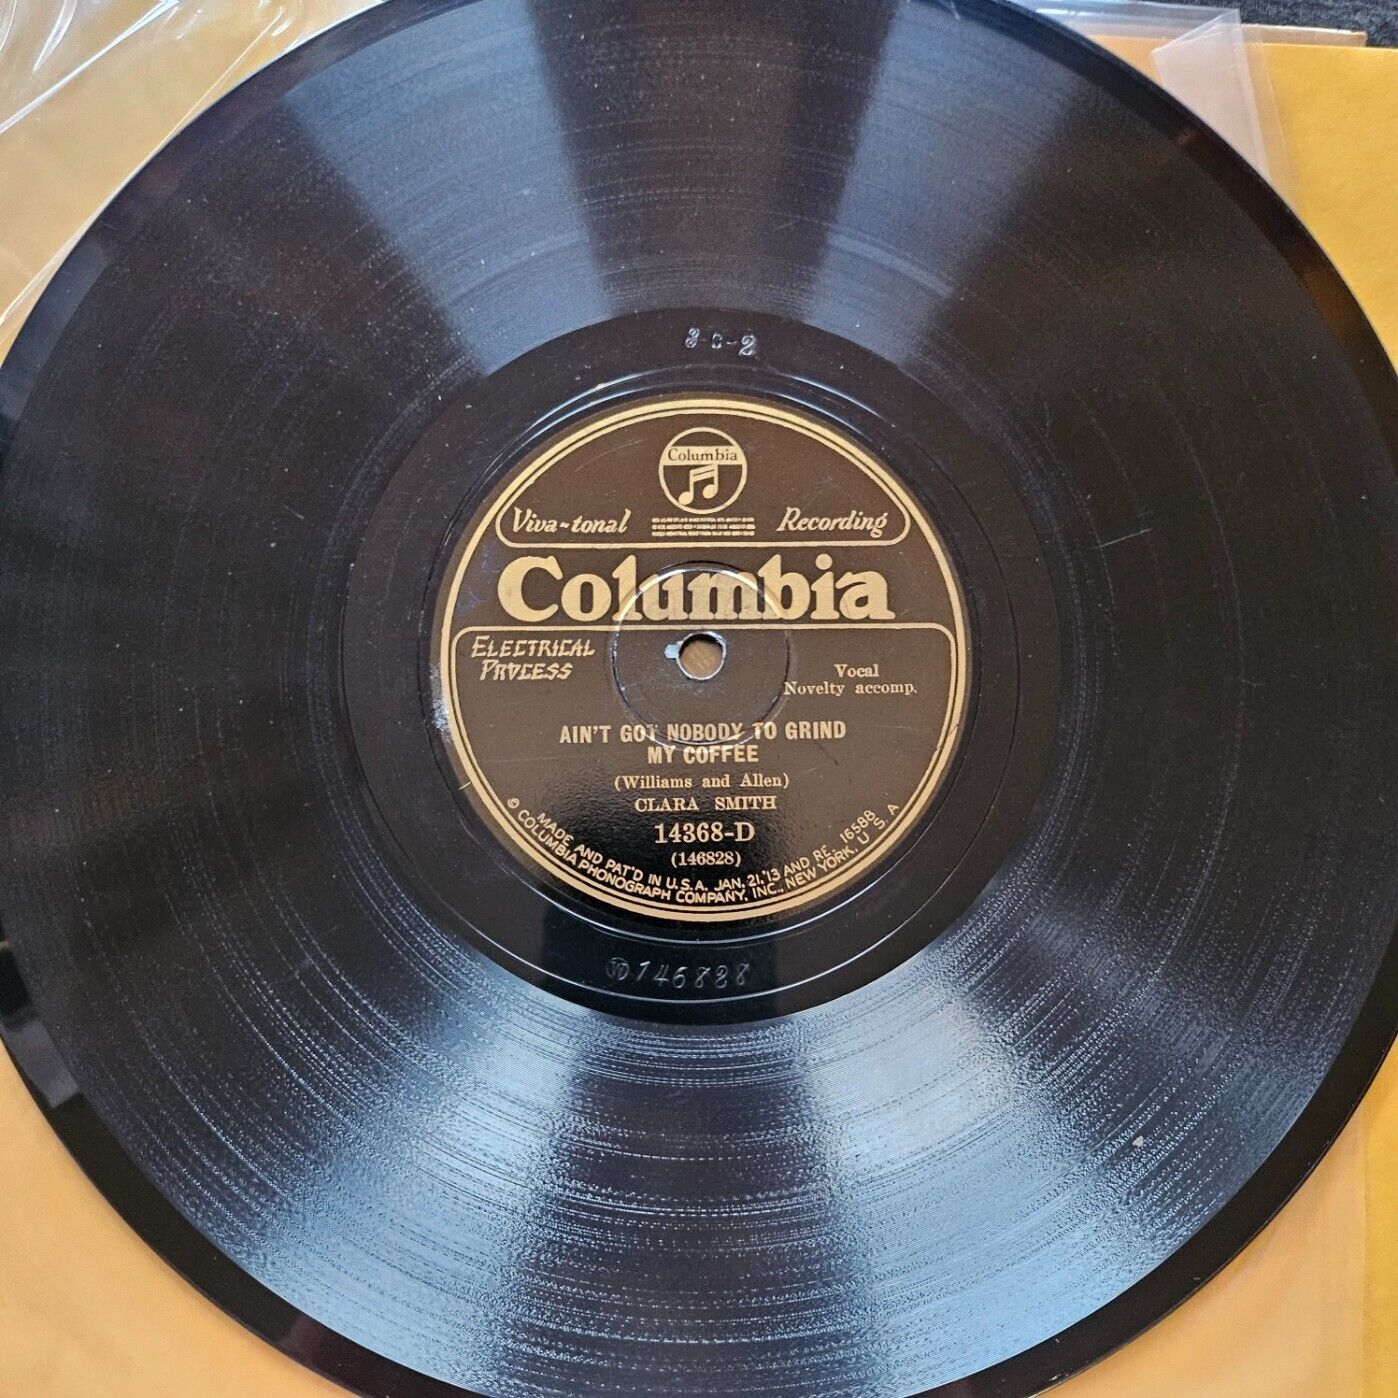 3-C-2
Columbia
Viva-tonal Recording
Columbia
ELECTRICAL
PROCESS
Vocal
Novelty accomp.
AIN'T GOT NOBODY TO GRIND
MY COFFEE
(Williams and Allen)
CLARA SMITH
14368-D
(146828)
MADE AND PAT'D IN U.S.A. JAN. 21,'13 AND RE. 16588
© COLUMBIA PHONOGRAPH COMPANY, INC., NEW YORK, U.S.A
W146828